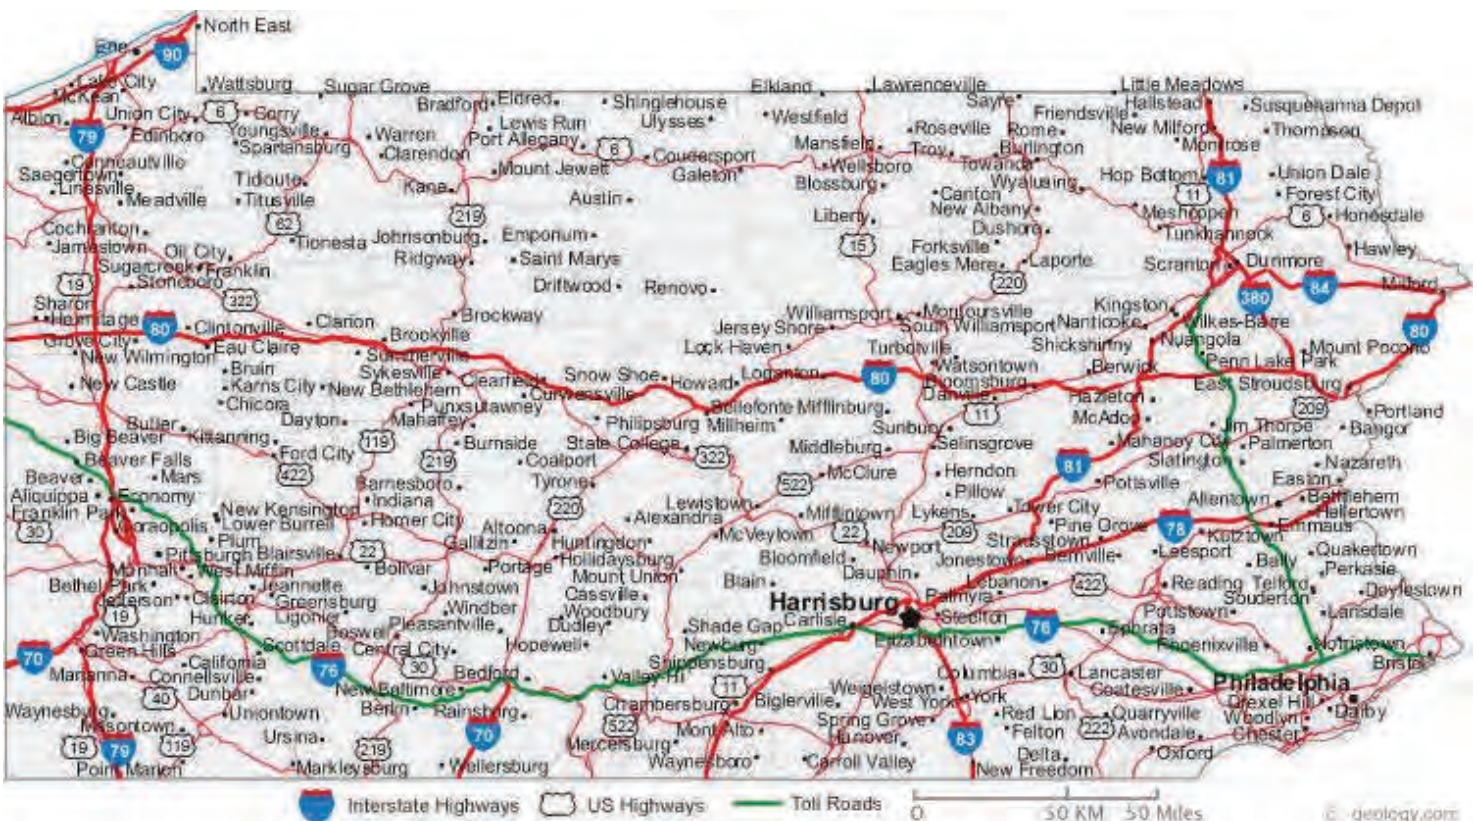 North East
Erie
90
Lake City
Wattsburg
Sugar Grove
Elkland
Lawrenceville
Little Meadows
McKean
Bradford
Eldred
Shinglehouse
Sayre
Hallstead
Susquehanna Depot
Albion
Union City
6
Corry
Lewis Run
Ulysses
Westfield
Friendsville
79
Edinboro
Youngsville
Warren
Port Allegany
Mansfield
Roseville
Rome
New Milford
Thompson
Spartansburg
Clarendon
6
Coudersport
Troy
Burlington
Montrose
Conneautville
Mount Jewett
Galeton
Wellsboro
Towanda
Saegertown
Tidioute
Kane
Blossburg
Wyalusing
Hop Bottom
81
Union Dale
Linesville
Meadville
Titusville
Austin
Canton
11
Forest City
62
219
Liberty
New Albany
Meshoppen
6
Honesdale
Cochranton
Tionesta
Johnsonburg
Emporium
15
Dushore
Tunkhannock
Jamestown
Oil City
Ridgway
Saint Marys
Forksville
Hawley
Sugarcreek
Franklin
Eagles Mere
Laporte
Scranton
Dunmore
19
Stoneboro
Driftwood
Renovo
220
84
Milford
Sharon
322
Kingston
380
Hermitage
80
Clintonville
Clarion
Brockway
Williamsport
Montoursville
Nanticoke
Wilkes-Barre
80
Grove City
Eau Claire
Brookville
Jersey Shore
South Williamsport
Shickshinny
Nuangola
New Wilmington
Summerville
Lock Haven
Turbotville
Penn Lake Park
Mount Pocono
Bruin
Sykesville
Snow Shoe
Loganton
80
Watsontown
Berwick
New Castle
Karns City
New Bethlehem
Clearfield
Howard
Bloomsburg
East Stroudsburg
Chicora
Punxsutawney
Curwensville
Bellefonte
Mifflinburg
Danville
11
Hazleton
209
Portland
Butler
Kittanning
Dayton
Mahaffey
Philipsburg
Millheim
Sunbury
McAdoo
Jim Thorpe
Bangor
Big Beaver
119
Burnside
State College
322
Middleburg
Selinsgrove
Mahanoy City
Palmerton
Beaver Falls
Ford City
219
Coalport
81
Slatington
Nazareth
Beaver
Mars
422
Barnesboro
Tyrone
522
McClure
Herndon
Pottsville
Easton
Aliquippa
Economy
Indiana
220
Lewistown
Pillow
Allentown
Bethlehem
Franklin Park
New Kensington
Homer City
Altoona
Alexandria
Mifflintown
Lykens
Tower City
Hellertown
30
Coraopolis
Lower Burrell
22
209
Pine Grove
78
Emmaus
Plum
Gallitzin
Huntingdon
McVeytown
Newport
Strausstown
Kutztown
Pittsburgh
Blairsville
22
Hollidaysburg
Bloomfield
Jonestown
Bernville
Leesport
Quakertown
Munhall
West Mifflin
Bolivar
Portage
Mount Union
Dauphin
Bally
Perkasie
Bethel Park
Jeannette
Johnstown
Cassville
Blain
Lebanon
422
Reading
Telford
Doylestown
Jefferson
Clairton
Greensburg
Windber
Woodbury
Harrisburg
Palmyra
Souderton
19
Hunker
Ligonier
Pleasantville
Dudley
Shade Gap
Carlisle
Steelton
76
Pottstown
Lansdale
Washington
Boswell
Hopewell
Newburg
Elizabethtown
Ephrata
Phoenixville
Norristown
70
Green Hills
Scottdale
76
Central City
Shippensburg
Bristol
Marianna
California
30
Bedford
Valley-Hi
11
Columbia
30
Lancaster
Connellsville
New Baltimore
Weigelstown
Coatesville
Philadelphia
40
Dunbar
Chambersburg
Biglerville
West York
York
Drexel Hill
Waynesburg
Uniontown
Berlin
Rainsburg
Spring Grove
Red Lion
Quarryville
Woodlyn
Darby
Masontown
70
522
Mont Alto
Felton
222
Avondale
Chester
19
79
119
Ursina
219
Mercersburg
Hanover
83
Delta
Oxford
Point Marion
Markleysburg
Wellersburg
Waynesboro
Carroll Valley
New Freedom
Interstate Highways
US Highways
Toll Roads
0
50 KM
50 Miles
© geology.com